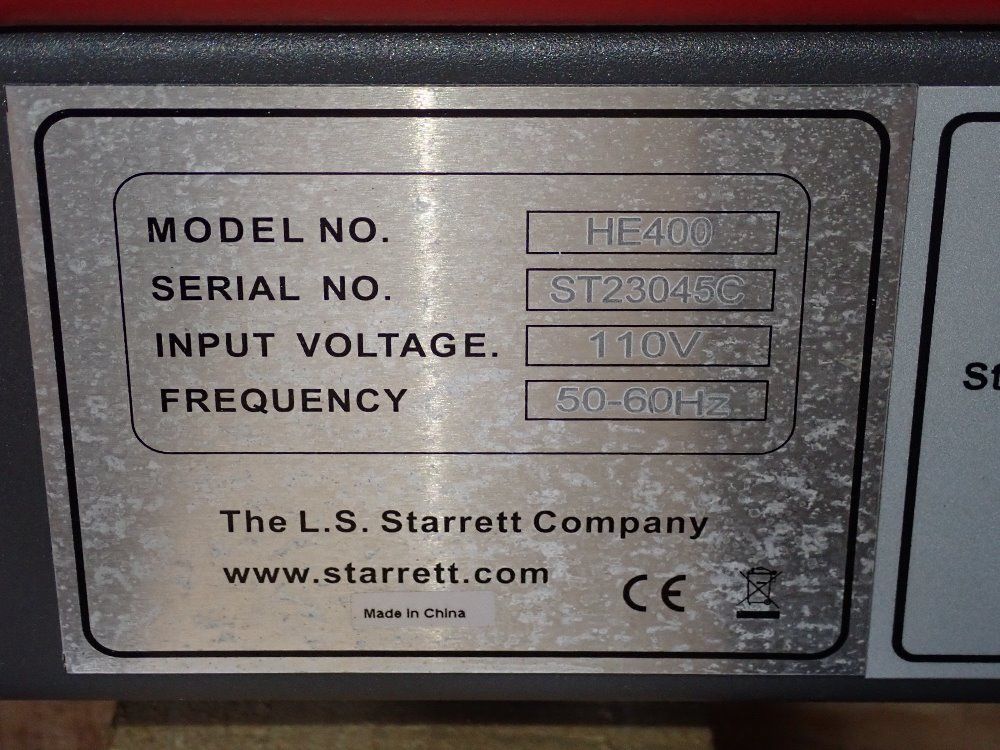 MODEL NO. HE400
SERIAL NO. ST23045C
INPUT VOLTAGE. 110V
FREQUENCY 50-60Hz
The L.S. Starrett Company
www.starrett.com
Made in China
CE
St